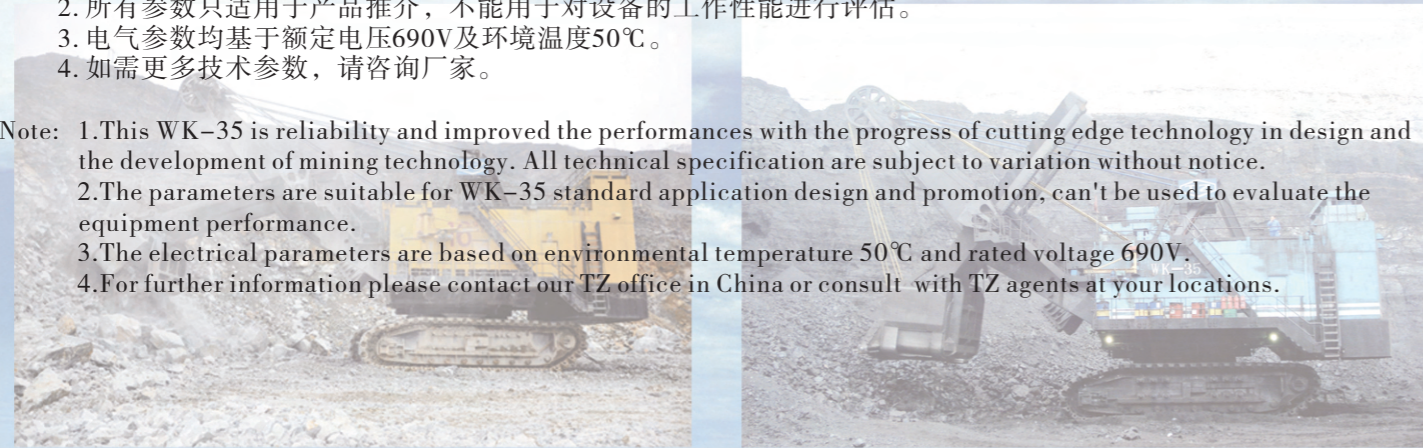 2. 所有参数只适用于产品推介，不能用于对设备的工作性能进行评估。
3. 电气参数均基于额定电压690V及环境温度50℃。
4. 如需更多技术参数，请咨询厂家。
Note: 1.This WK-35 is reliability and improved the performances with the progress of cutting edge technology in design and
the development of mining technology. All technical specification are subject to variation without notice.
2.The parameters are suitable for WK-35 standard application design and promotion, can't be used to evaluate the
equipment performance.
3.The electrical parameters are based on environmental temperature 50℃ and rated voltage 690V.
WK-35
4.For further information please contact our TZ office in China or consult with TZ agents at your locations.